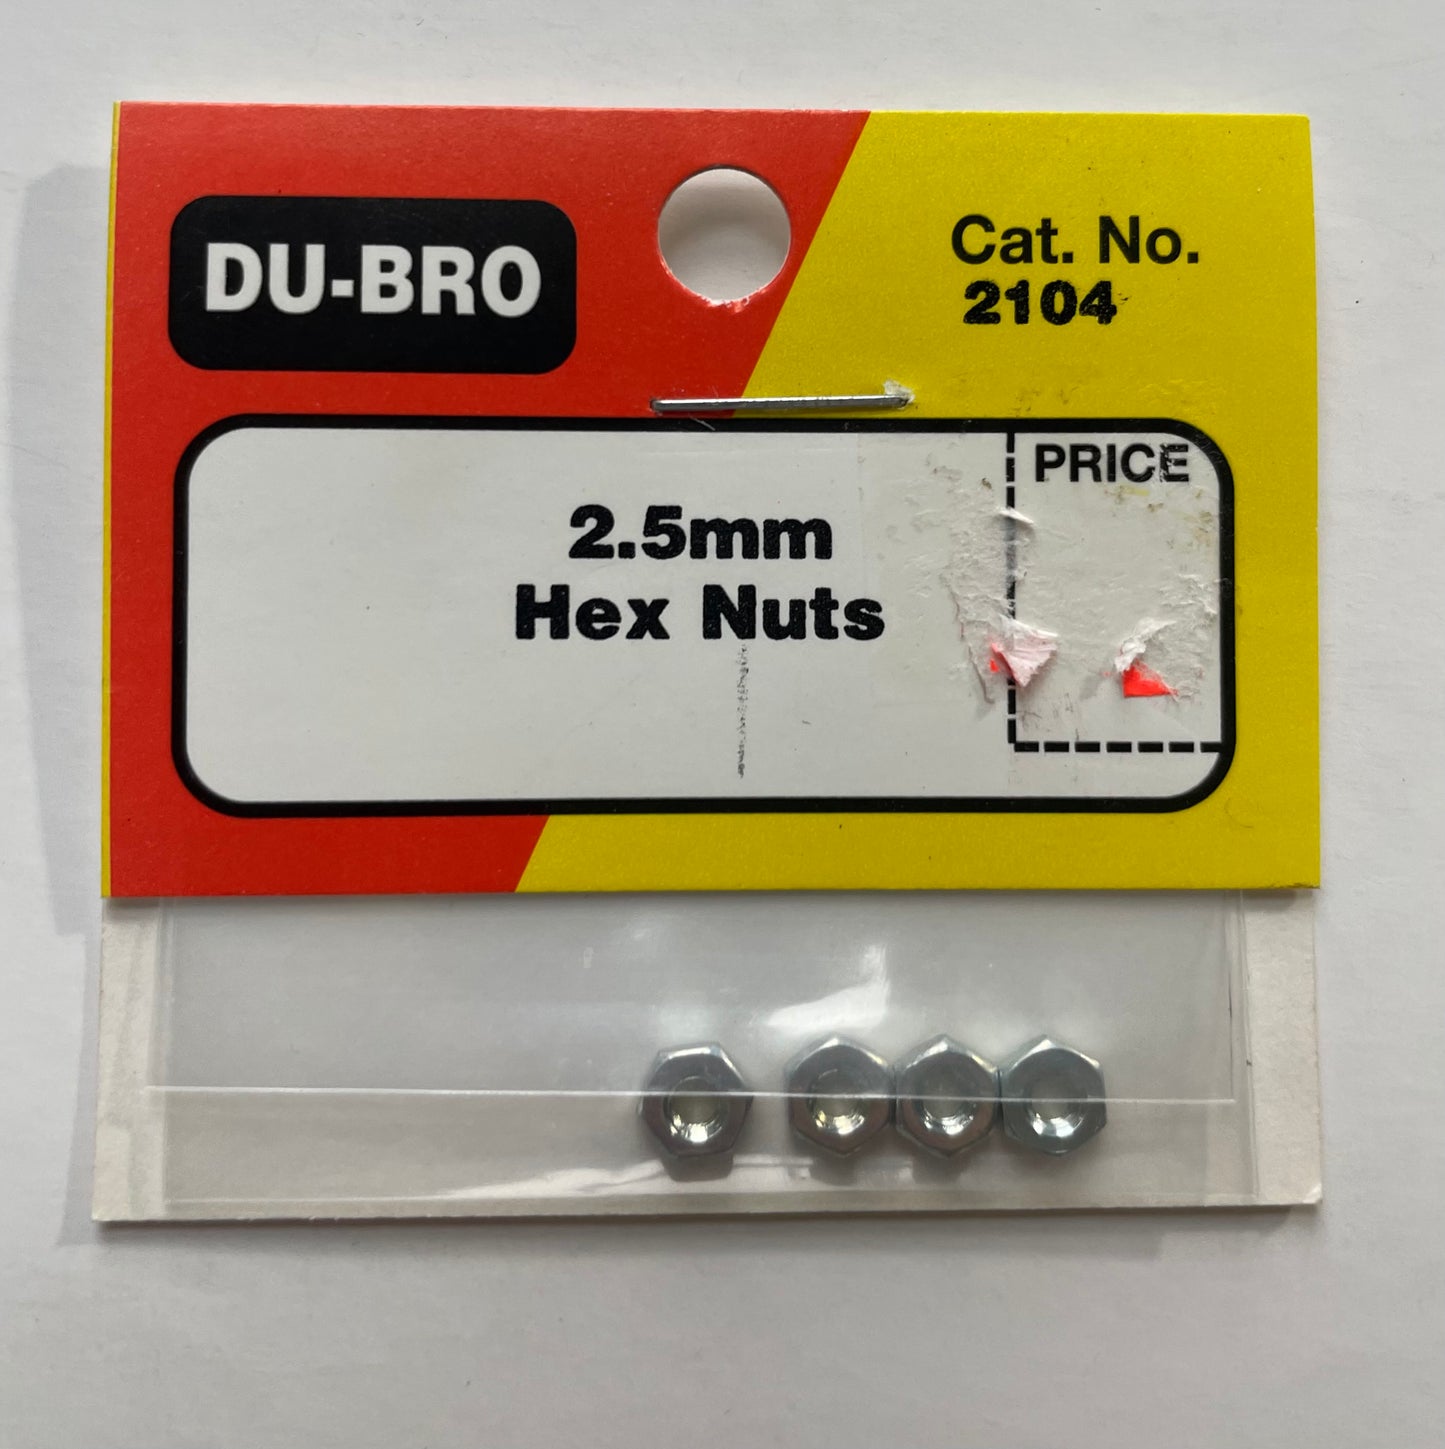 DU-BRO
Cat. No.
2104
PRICE
2.5mm
Hex Nuts